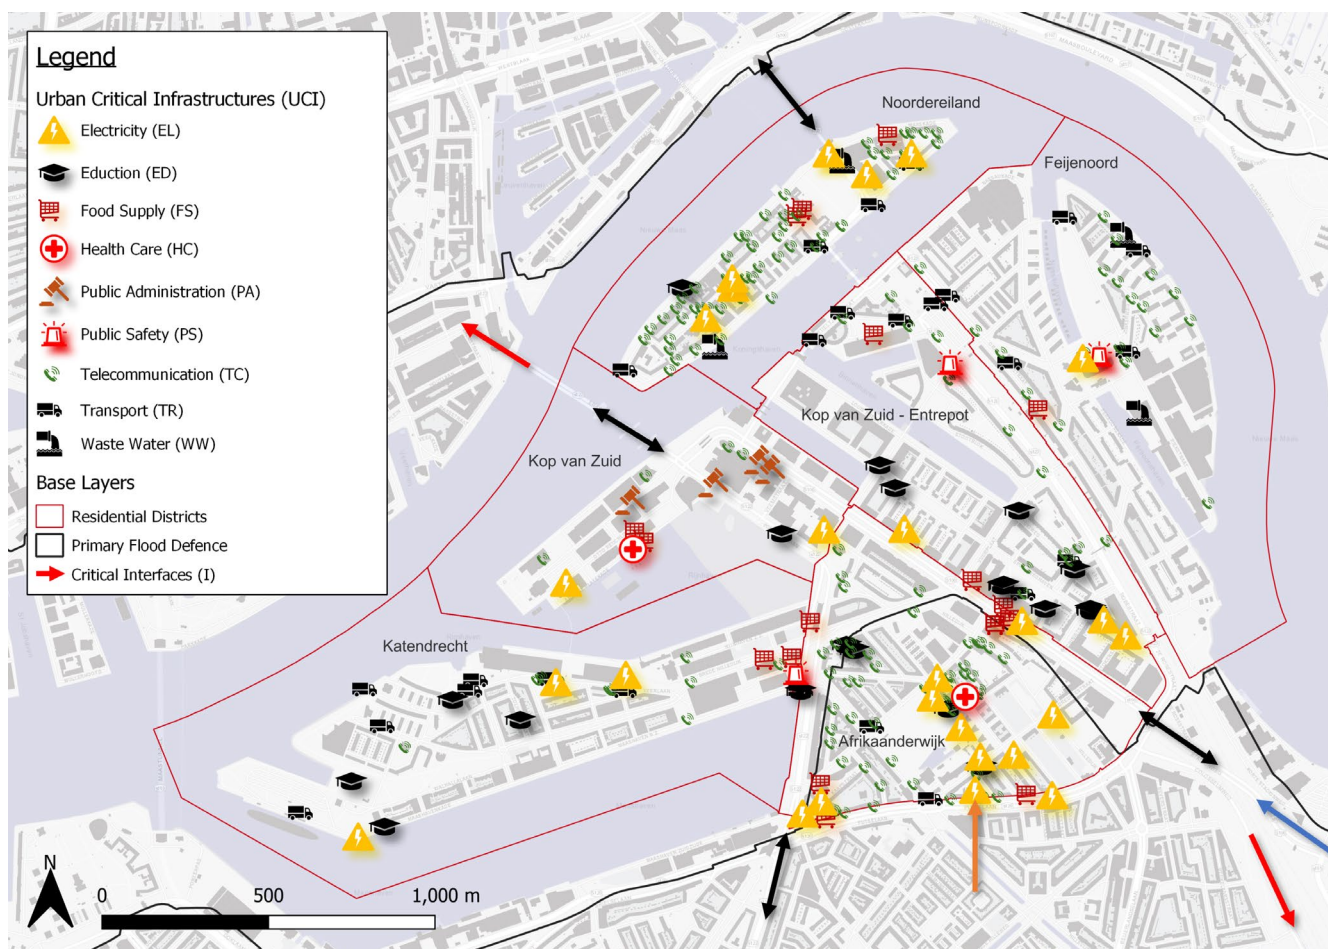 Legend
Urban Critical Infrastructures (UCI)
Electricity (EL)
Eduction (ED)
Food Supply (FS)
Health Care (HC)
Public Administration (PA)
Public Safety (PS)
Telecommunication (TC)
Transport (TR)
Waste Water (WW)
Base Layers
Residential Districts
Primary Flood Defence
Critical Interfaces (I)
Noordereiland
Feijenoord
Kop van Zuid - Entrepot
Kop van Zuid
Katendrecht
Afrikaanderwijk
N
0 500 1,000 m